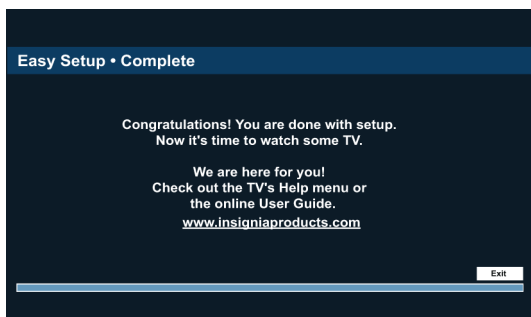 Easy Setup • Complete
Congratulations! You are done with setup.
Now it's time to watch some TV.
We are here for you!
Check out the TV's Help menu or
the online User Guide.
www.insigniaproducts.com
Exit